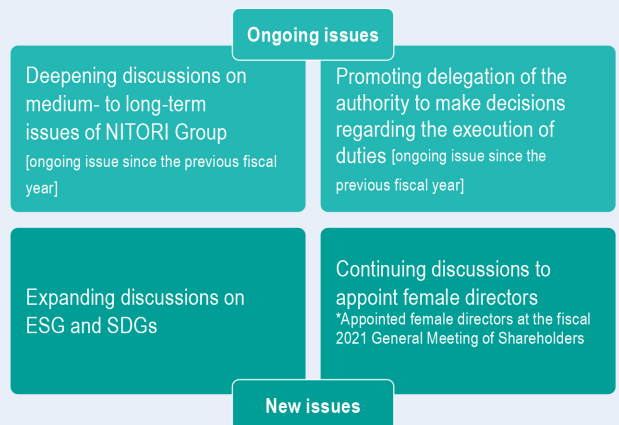 Ongoing issues
Deepening discussions on
medium- to long-term
issues of NITORI Group
[ongoing issue since the previous fiscal
year]
Promoting delegation of the
authority to make decisions
regarding the execution of
duties [ongoing issue since the
previous fiscal year]
Expanding discussions on
ESG and SDGs
Continuing discussions to
appoint female directors
*Appointed female directors at the fiscal
2021 General Meeting of Shareholders
New issues